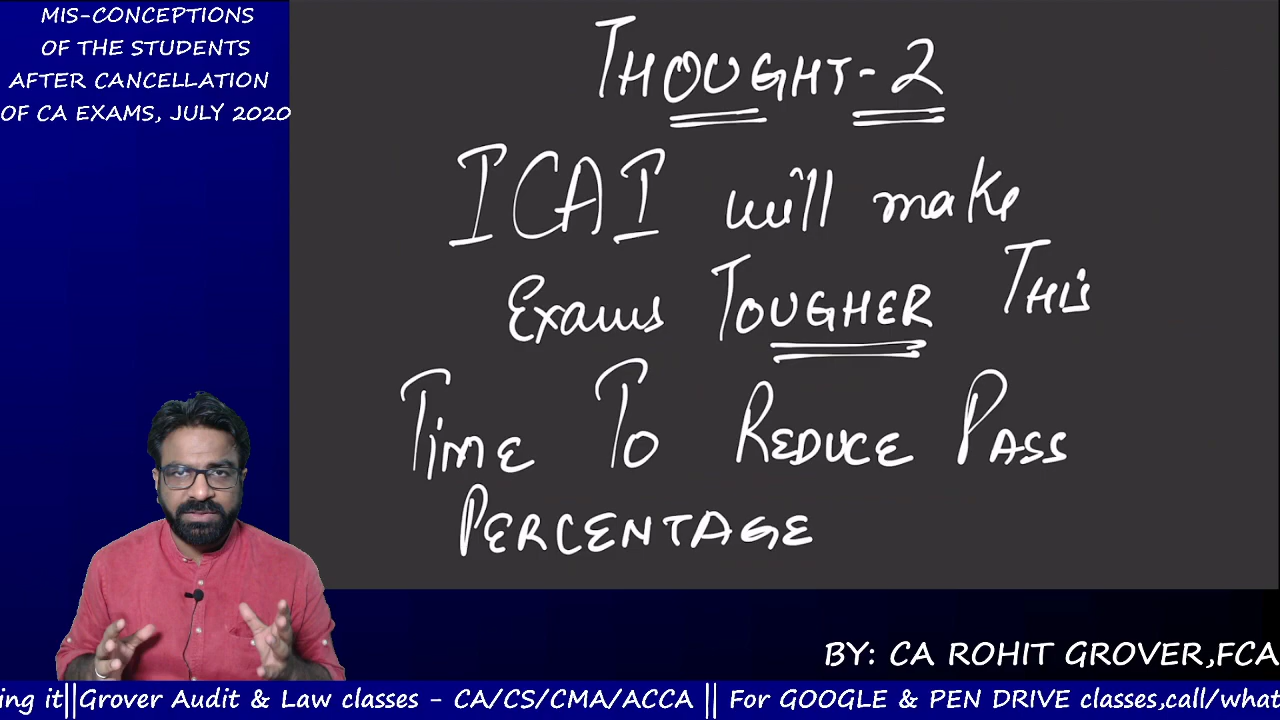 MIS-CONCEPTIONS
OF THE STUDENTS
AFTER CANCELLATION
OF CA EXAMS, JULY 2020
THOUGHT-2
ICAI will make
Exams TOUGHER THis
TimE TO REDUCE PASS
PERCENTAGE
BY: CA ROHIT GROVER,FCA
ing it||Grover Audit & Law classes - CA/CS/CMA/ACCA || For GOOGLE & PEN DRIVE classes,call/what